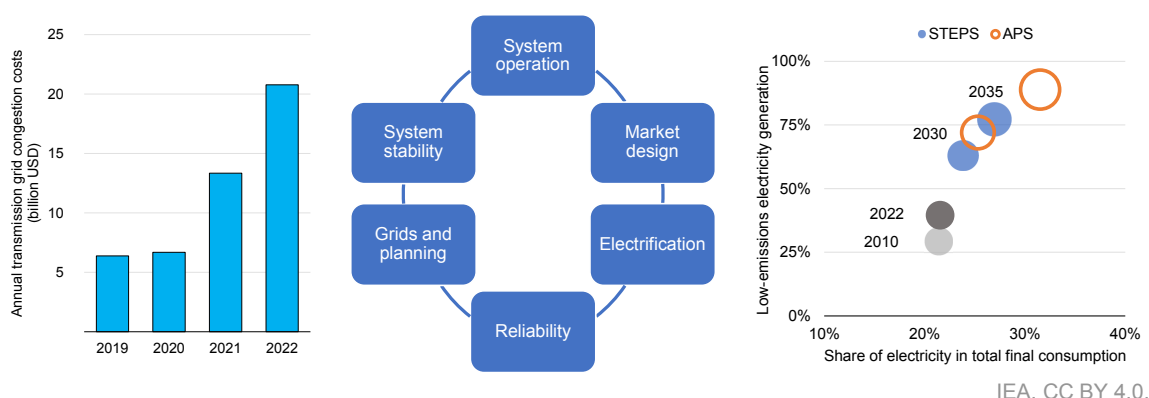 Annual transmission grid congestion costs
(billion USD)
25
20
15
10
5
2019
2020
2021
2022
System
operation
Market
design
Electrification
Reliability
Grids and
planning
System
stability
STEPS
APS
Low-emissions electricity generation
100%
75%
50%
25%
0%
2035
2030
2022
2010
10%
20%
30%
40%
Share of electricity in total final consumption
IEA. CC BY 4.0.